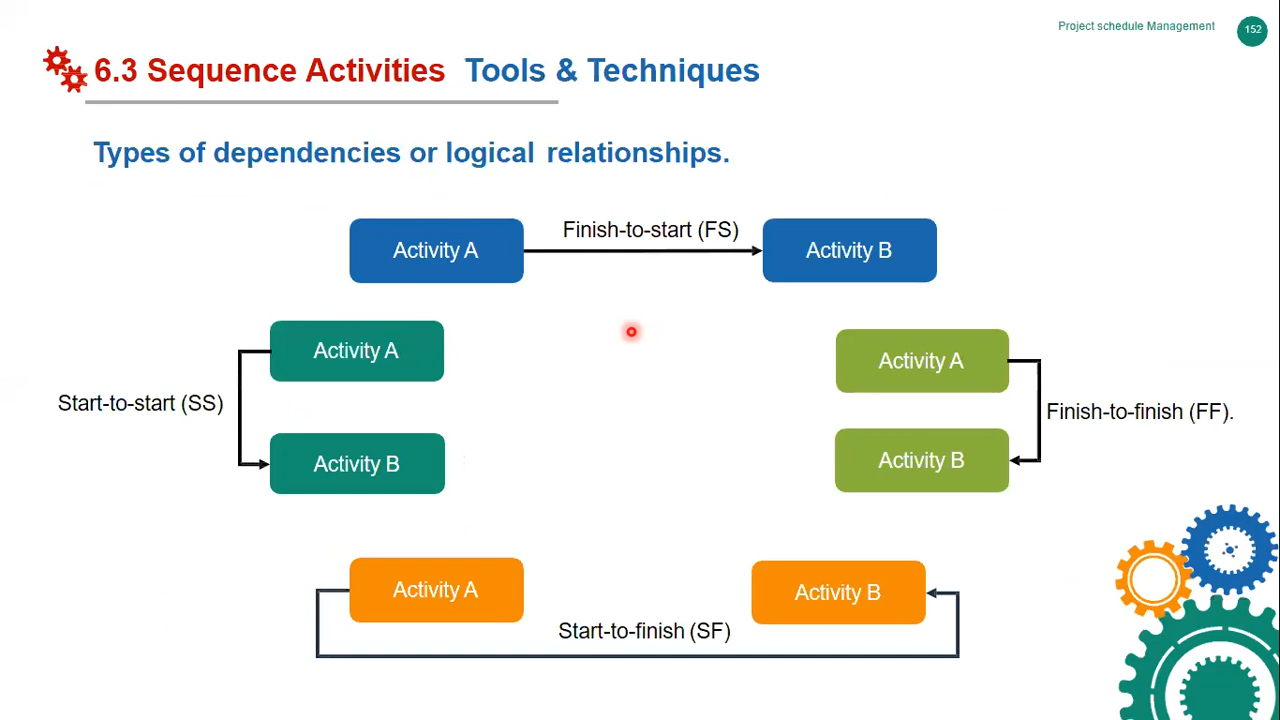 Project schedule Management
152
6.3 Sequence Activities Tools & Techniques
Types of dependencies or logical relationships.
Finish-to-start (FS)
Activity A
Activity B
Activity A
Activity A
Start-to-start (SS)
Finish-to-finish (FF).
Activity B
Activity B
Activity A
Activity B
Start-to-finish (SF)